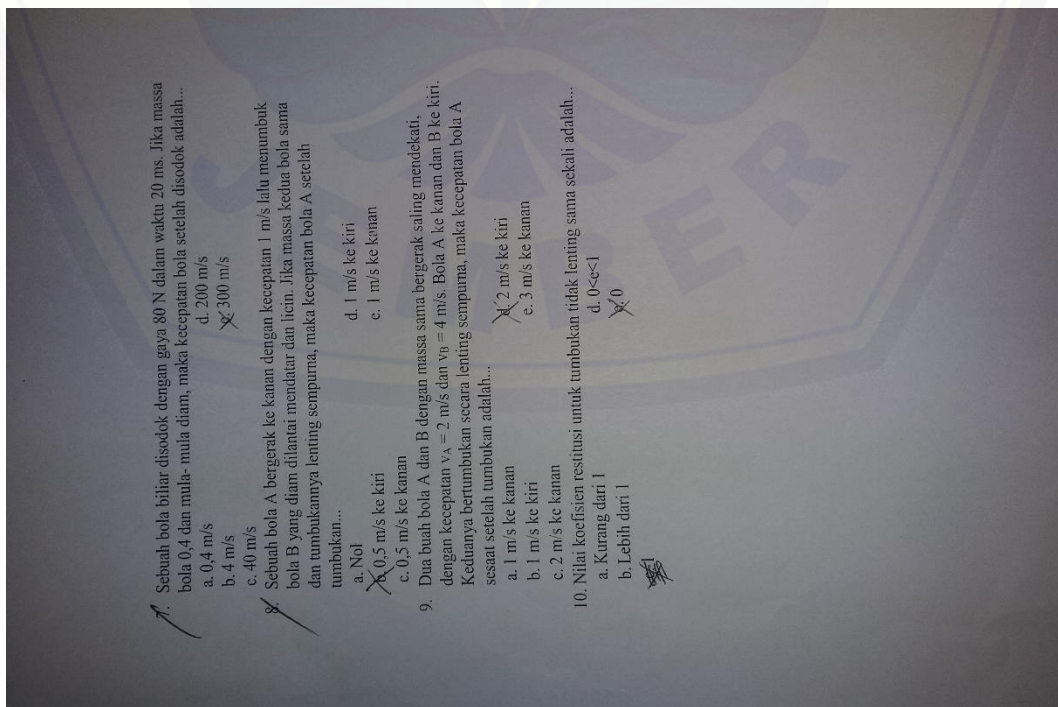 7. Sebuah bola biliar disodok dengan gaya 80 N dalam waktu 20 ms. Jika massa
bola 0,4 dan mula- mula diam, maka kecepatan bola setelah disodok adalah...
a. 0,4 m/s
b. 4 m/s
c. 40 m/s
d. 200 m/s
e. 300 m/s
8. Sebuah bola A bergerak ke kanan dengan kecepatan 1 m/s lalu menumbuk
bola B yang diam dilantai mendatar dan licin. Jika massa kedua bola sama
dan tumbukannya lenting sempurna, maka kecepatan bola A setelah
tumbukan...
a. Nol
b. 0,5 m/s ke kiri
c. 0,5 m/s ke kanan
d. 1 m/s ke kiri
e. 1 m/s ke kanan
9. Dua buah bola A dan B dengan massa sama bergerak saling mendekati,
dengan kecepatan vA = 2 m/s dan vB = 4 m/s. Bola A ke kanan dan B ke kiri.
Keduanya bertumbukan secara lenting sempurna, maka kecepatan bola A
sesaat setelah tumbukan adalah...
a. 1 m/s ke kanan
b. 1 m/s ke kiri
c. 2 m/s ke kanan
d. 2 m/s ke kiri
e. 3 m/s ke kanan
10. Nilai koefisien restitusi untuk tumbukan tidak lenting sama sekali adalah...
a. Kurang dari 1
b. Lebih dari 1
d. 0<e<1
e. 0
JEMBER